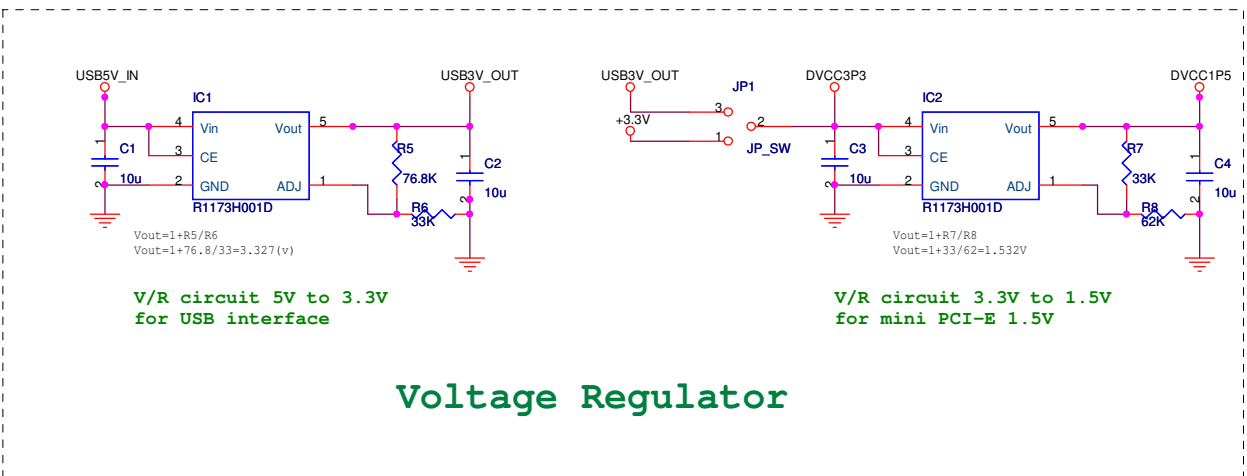 USB5V_IN
USB3V_OUT
IC1
4 Vin Vout 5
3 CE
2 GND ADJ 1
R1173H001D
1 C1
2 10u
R5
76.8K
R6
33K
1 C2
2 10u
Vout=1+R5/R6
Vout=1+76.8/33=3.327(v)
V/R circuit 5V to 3.3V
for USB interface
USB3V_OUT
+3.3V
JP1
3
2
1
JP_SW
DVCC3P3
DVCC1P5
IC2
4 Vin Vout 5
3 CE
2 GND ADJ 1
R1173H001D
1 C3
2 10u
R7
33K
R8
62K
1 C4
2 10u
Vout=1+R7/R8
Vout=1+33/62=1.532V
V/R circuit 3.3V to 1.5V
for mini PCI-E 1.5V
Voltage Regulator